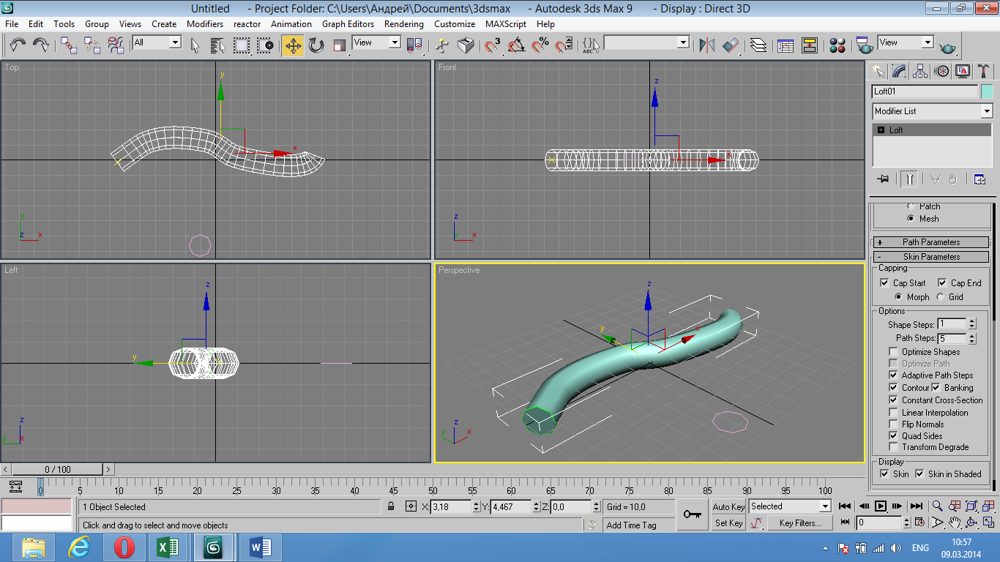 Untitled - Project Folder: C:\Users\Андрей\Documents\3dsmax - Autodesk 3ds Max 9 - Display : Direct 3D
File Edit Tools Group Views Create Modifiers reactor Animation Graph Editors Rendering Customize MAXScript Help
All View 3 % ABC View
Top
y
x
y
z x
Front
z
x
z
y x
Loft01
Modifier List
+ Loft
Patch
Mesh
+ Path Parameters
- Skin Parameters
Capping
Cap Start Cap End
Morph Grid
Options
Shape Steps: 1
Path Steps: 5
Optimize Shapes
Optimize Path
Adaptive Path Steps
Contour Banking
Constant Cross-Section
Linear Interpolation
Flip Normals
Quad Sides
Transform Degrade
Display
Skin Skin in Shaded
Left
z
y
x
z
y x
Perspective
z
y x
z
y x
< 0 / 100 >
0 5 10 15 20 25 30 35 40 45 50 55 60 65 70 75 80 85 90 95 100
1 Object Selected X: 3,18 Y: 4,467 Z: 0,0 Grid = 10,0 Auto Key Selected
Click and drag to select and move objects Add Time Tag Set Key Key Filters... 0
ENG
10:57
09.03.2014